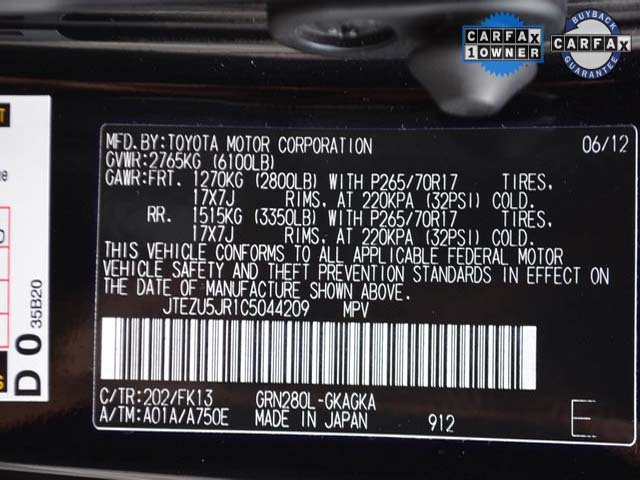 CARFAX
1 OWNER
BUYBACK
CARFAX
GUARANTEE
MFD.BY:TOYOTA MOTOR CORPORATION 06/12
GVWR:2765KG (6100LB)
GAWR:FRT. 1270KG (2800LB) WITH P265/70R17 TIRES,
17X7J RIMS, AT 220KPA (32PSI) COLD.
RR. 1515KG (3350LB) WITH P265/70R17 TIRES,
17X7J RIMS, AT 220KPA (32PSI) COLD.
THIS VEHICLE CONFORMS TO ALL APPLICABLE FEDERAL MOTOR
VEHICLE SAFETY AND THEFT PREVENTION STANDARDS IN EFFECT ON
THE DATE OF MANUFACTURE SHOWN ABOVE.
JTEZU5JR1C5044209 MPV
C/TR:202/FK13 GRN280L-GKAGKA
A/TM:A01A/A750E MADE IN JAPAN 912 E
D0
35B20